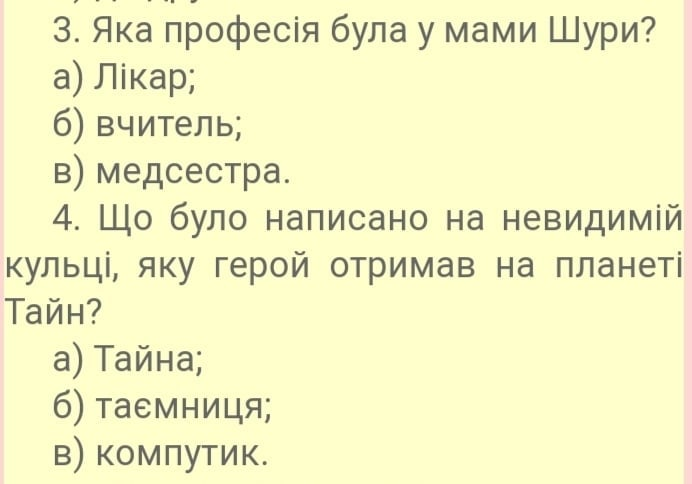 3. Яка професія була у мами Шури?
а) Лікар;
б) вчитель;
в) медсестра.
4. Що було написано на невидимій
кульці, яку герой отримав на планеті
Тайн?
а) Тайна;
б) таємниця;
в) компутик.